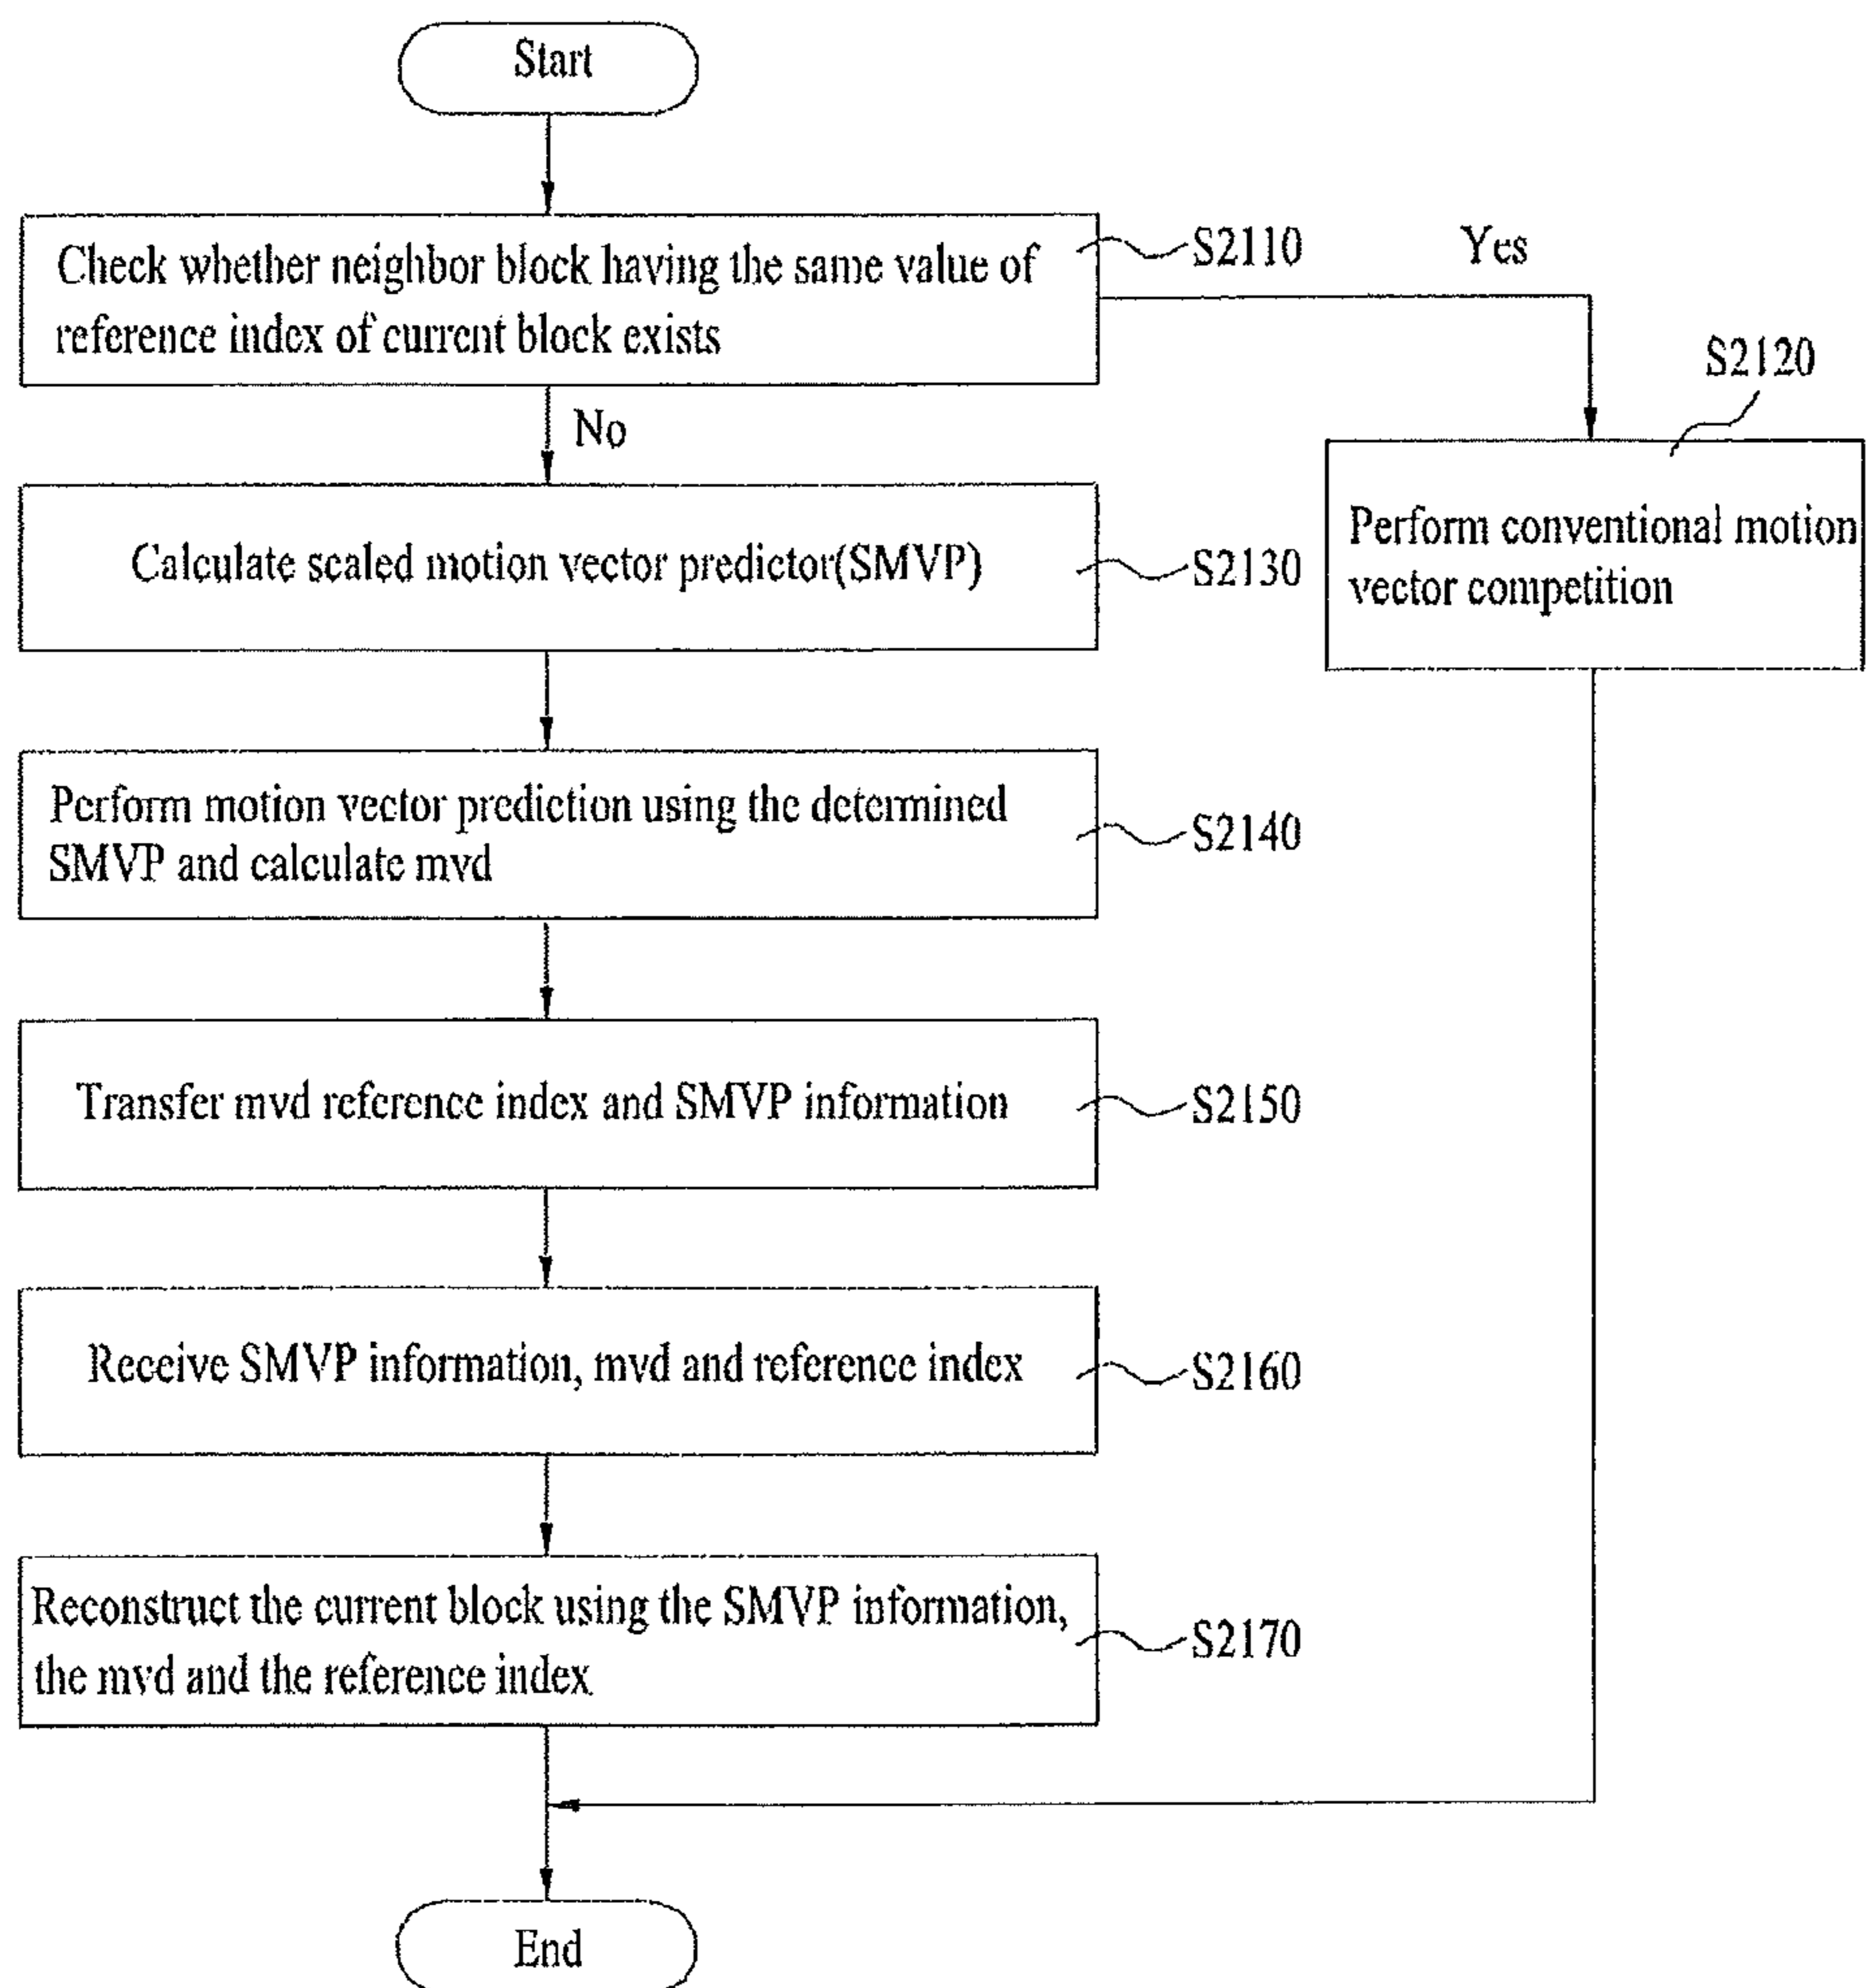 Start
Check whether neighbor block having the same value of
reference index of current block exists
S2110
Yes
No
S2120
Perform conventional motion
vector competition
Calculate scaled motion vector predictor(SMVP)
S2130
Perform motion vector prediction using the determined
SMVP and calculate mvd
S2140
Transfer mvd reference index and SMVP information
S2150
Receive SMVP information, mvd and reference index
S2160
Reconstruct the current block using the SMVP information,
the mvd and the reference index
S2170
End